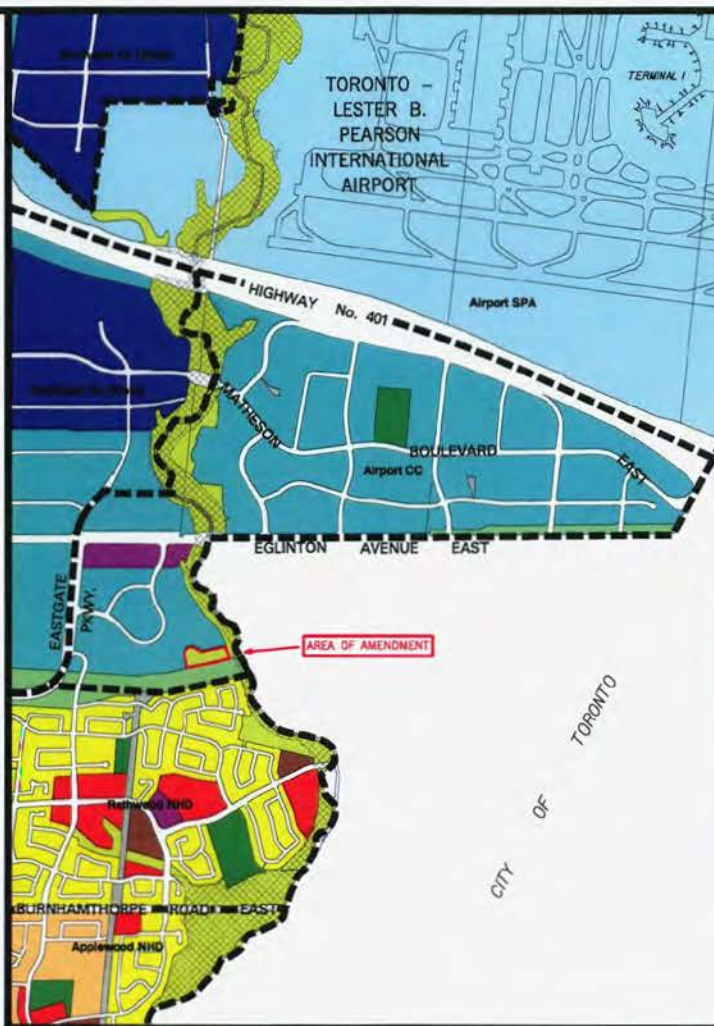 TORONTO -
LESTER B.
PEARSON
INTERNATIONAL
AIRPORT
TERMINAL I
HIGHWAY No. 401
Airport SPA
MATHESON BOULEVARD EAST
Airport CC
EGLINTON AVENUE EAST
EASTGATE PKWY.
AREA OF AMENDMENT
CITY OF TORONTO
Rathwood NHD
BURNHAMTHORPE ROAD EAST
Applewood NHD